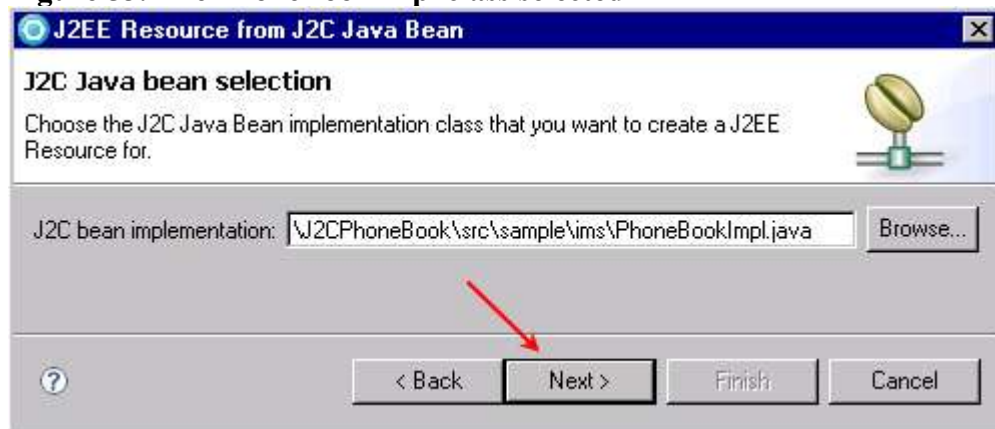 J2EE Resource from J2C Java Bean
J2C Java bean selection
Choose the J2C Java Bean implementation class that you want to create a J2EE
Resource for.
J2C bean implementation: \J2CPhoneBook\src\sample\ims\PhoneBookImpl.java Browse...
? < Back Next > Finish Cancel